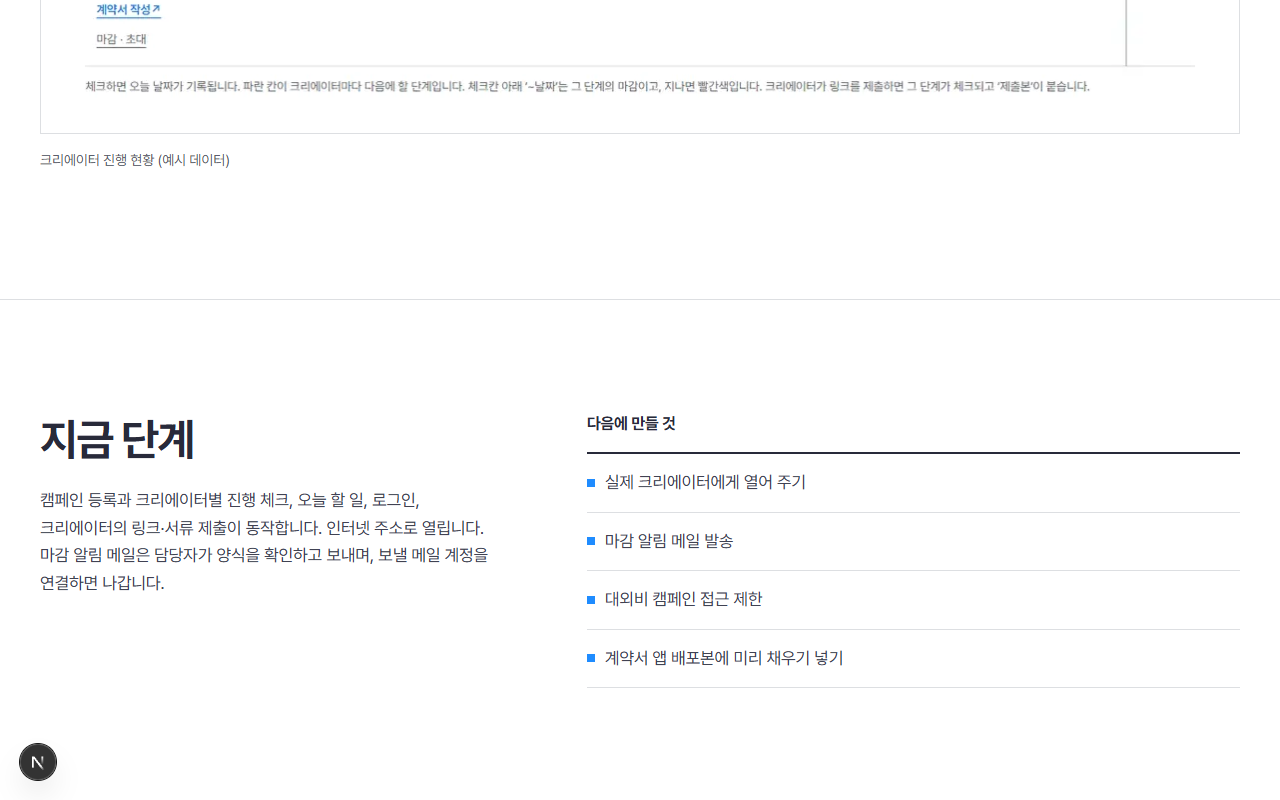 계약서 작성↗
마감 · 초대
체크하면 오늘 날짜가 기록됩니다. 파란 칸이 크리에이터마다 다음에 할 단계입니다. 체크칸 아래 '~날짜'는 그 단계의 마감이고, 지나면 빨간색입니다. 크리에이터가 링크를 제출하면 그 단계가 체크되고 '제출본'이 붙습니다.
크리에이터 진행 현황 (예시 데이터)
지금 단계
캠페인 등록과 크리에이터별 진행 체크, 오늘 할 일, 로그인,
크리에이터의 링크·서류 제출이 동작합니다. 인터넷 주소로 열립니다.
마감 알림 메일은 담당자가 양식을 확인하고 보내며, 보낼 메일 계정을
연결하면 나갑니다.
다음에 만들 것
실제 크리에이터에게 열어 주기
마감 알림 메일 발송
대외비 캠페인 접근 제한
계약서 앱 배포본에 미리 채우기 넣기
N